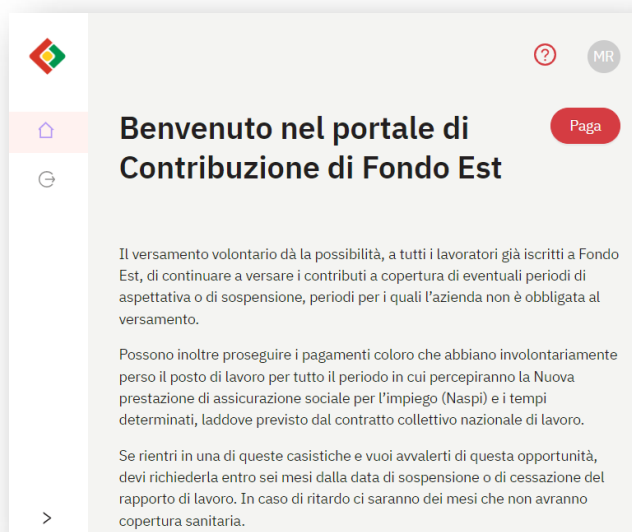 MR
Benvenuto nel portale di
Contribuzione di Fondo Est
Paga
Il versamento volontario dà la possibilità, a tutti i lavoratori già iscritti a Fondo
Est, di continuare a versare i contributi a copertura di eventuali periodi di
aspettativa o di sospensione, periodi per i quali l’azienda non è obbligata al
versamento.
Possono inoltre proseguire i pagamenti coloro che abbiano involontariamente
perso il posto di lavoro per tutto il periodo in cui percepiranno la Nuova
prestazione di assicurazione sociale per l’impiego (Naspi) e i tempi
determinati, laddove previsto dal contratto collettivo nazionale di lavoro.
Se rientri in una di queste casistiche e vuoi avvalerti di questa opportunità,
devi richiederla entro sei mesi dalla data di sospensione o di cessazione del
rapporto di lavoro. In caso di ritardo ci saranno dei mesi che non avranno
copertura sanitaria.